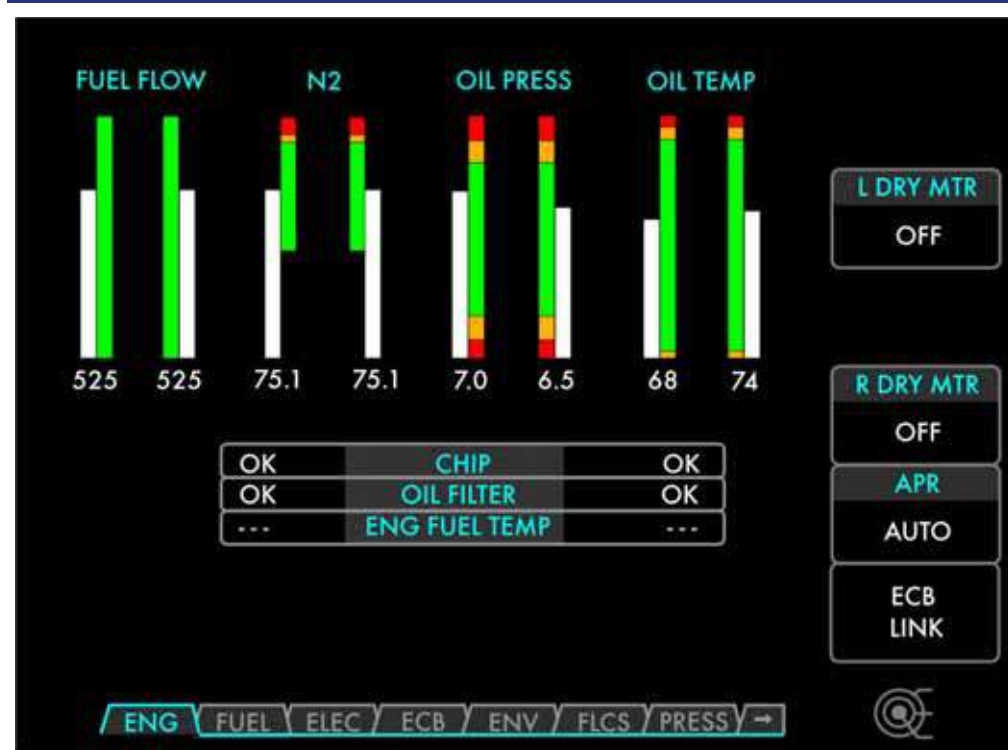 FUEL FLOW N2 OIL PRESS OIL TEMP
525 525 75.1 75.1 7.0 6.5 68 74
L DRY MTR
OFF
R DRY MTR
OFF
APR
AUTO
ECB
LINK
OK CHIP OK
OK OIL FILTER OK
--- ENG FUEL TEMP ---
ENG FUEL ELEC ECB ENV FLCS PRESS →